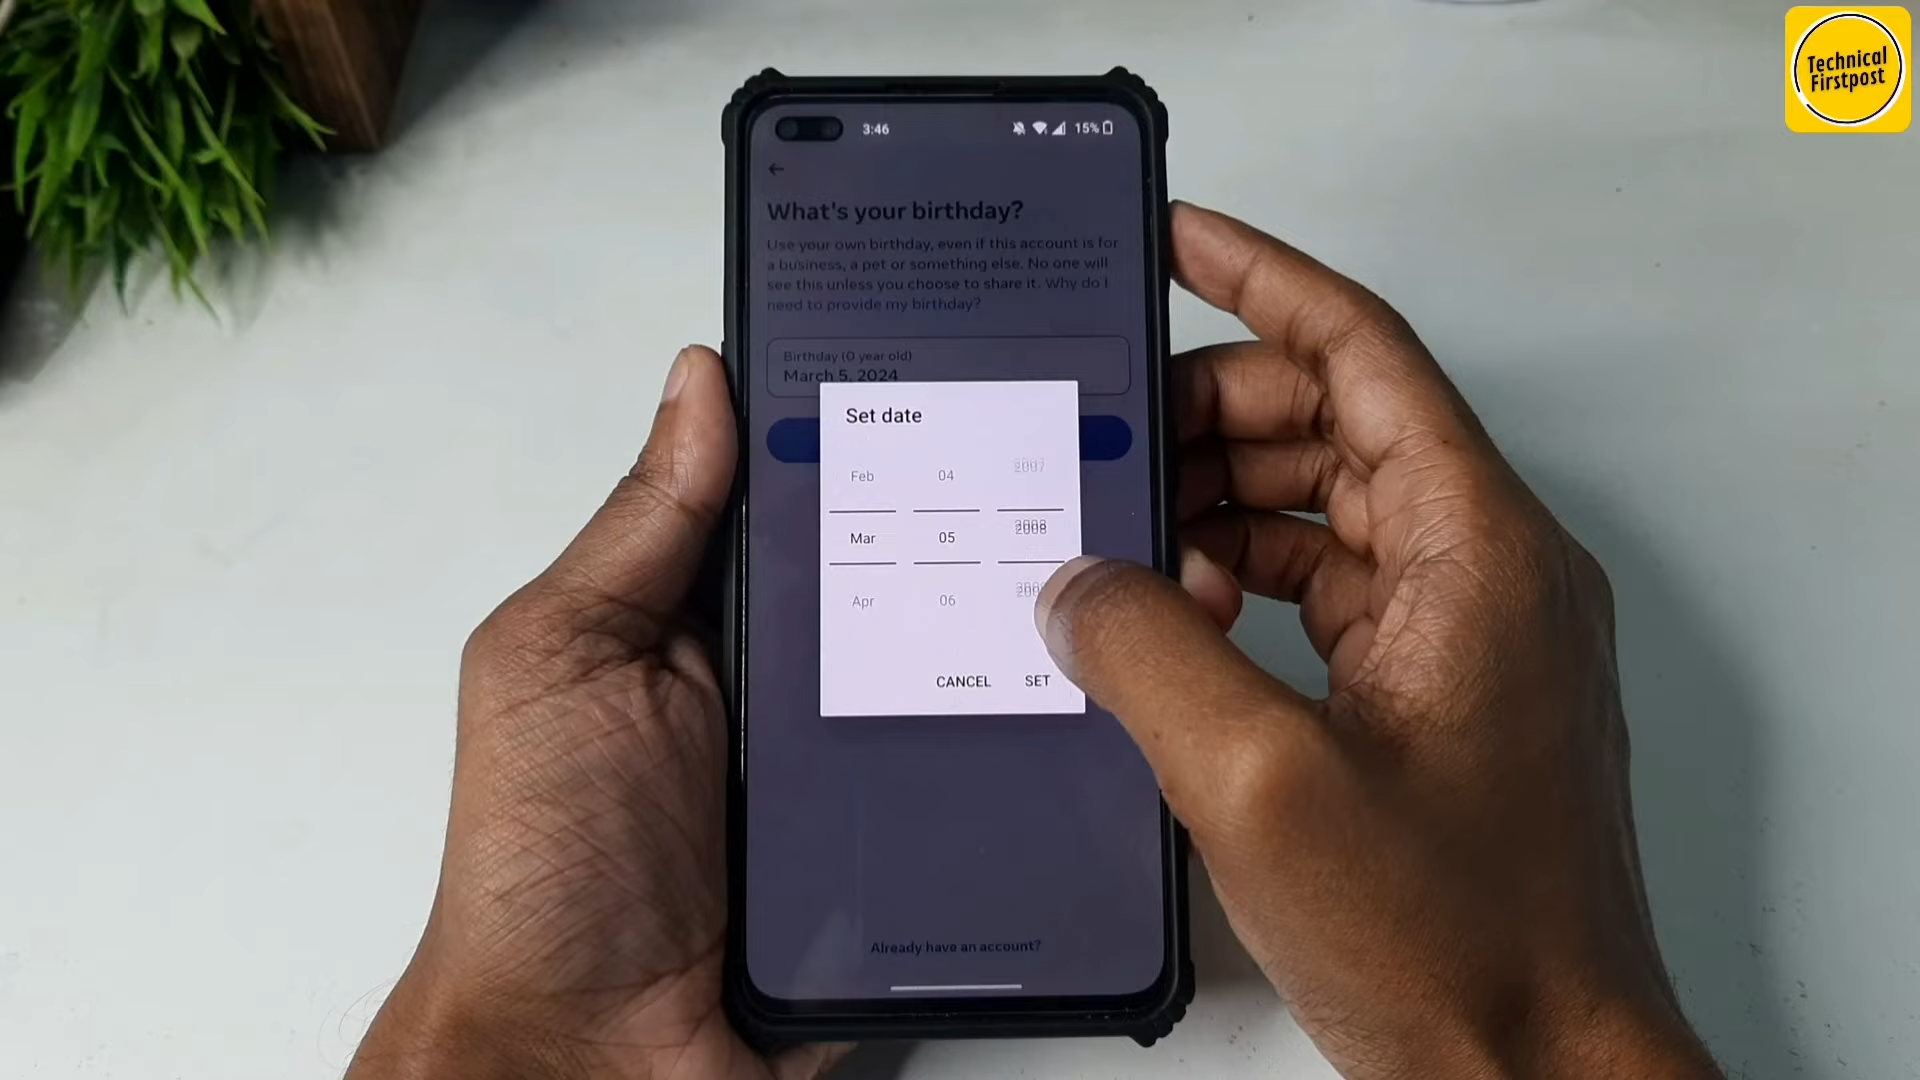 Technical
Firstpost
3:46
15%
What's your birthday?
Use your own birthday, even if this account is for
a business, a pet or something else. No one will
see this unless you choose to share it. Why do I
need to provide my birthday?
Birthday (0 year old)
March 5, 2024
Set date
Feb 04 2007
Mar 05 2008
Apr 06
CANCEL SET
Already have an account?